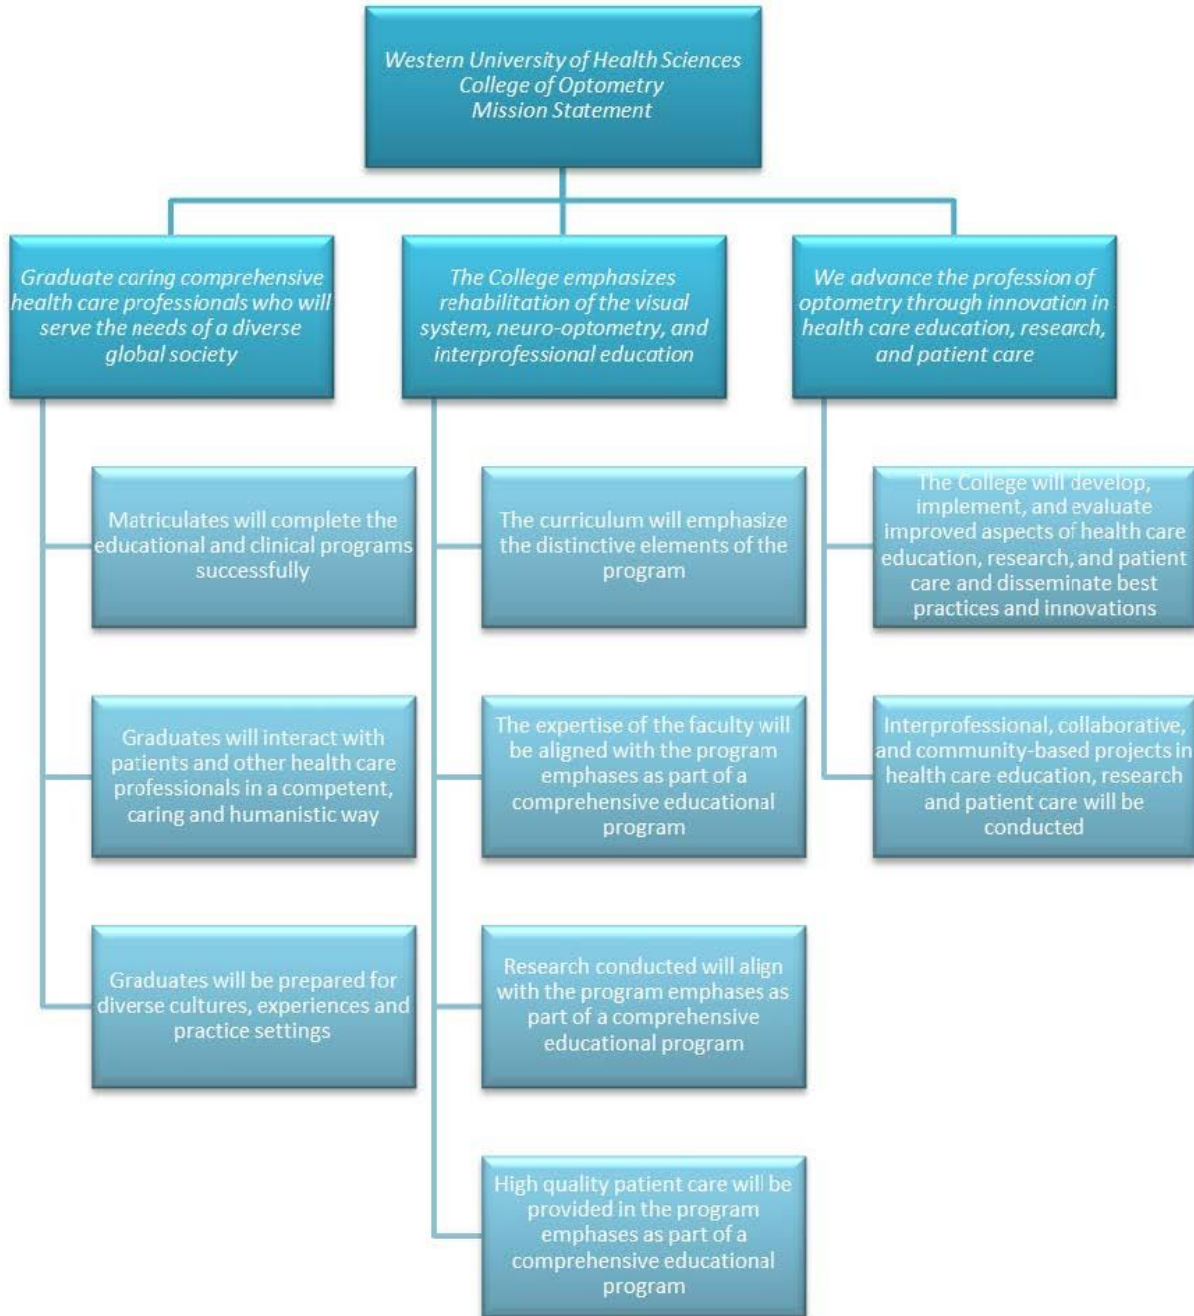 Western University of Health Sciences
College of Optometry
Mission Statement
Graduate caring comprehensive
health care professionals who will
serve the needs of a diverse
global society
Matriculates will complete the
educational and clinical programs
successfully
Graduates will interact with
patients and other health care
professionals in a competent,
caring and humanistic way
Graduates will be prepared for
diverse cultures, experiences and
practice settings
The College emphasizes
rehabilitation of the visual
system, neuro-optometry, and
interprofessional education
The curriculum will emphasize
the distinctive elements of the
program
The expertise of the faculty will
be aligned with the program
emphases as part of a
comprehensive educational
program
Research conducted will align
with the program emphases as
part of a comprehensive
educational program
High quality patient care will be
provided in the program
emphases as part of a
comprehensive educational
program
We advance the profession of
optometry through innovation in
health care education, research,
and patient care
The College will develop,
implement, and evaluate
improved aspects of health care
education, research, and patient
care and disseminate best
practices and innovations
Interprofessional, collaborative,
and community-based projects in
health care education, research
and patient care will be
conducted